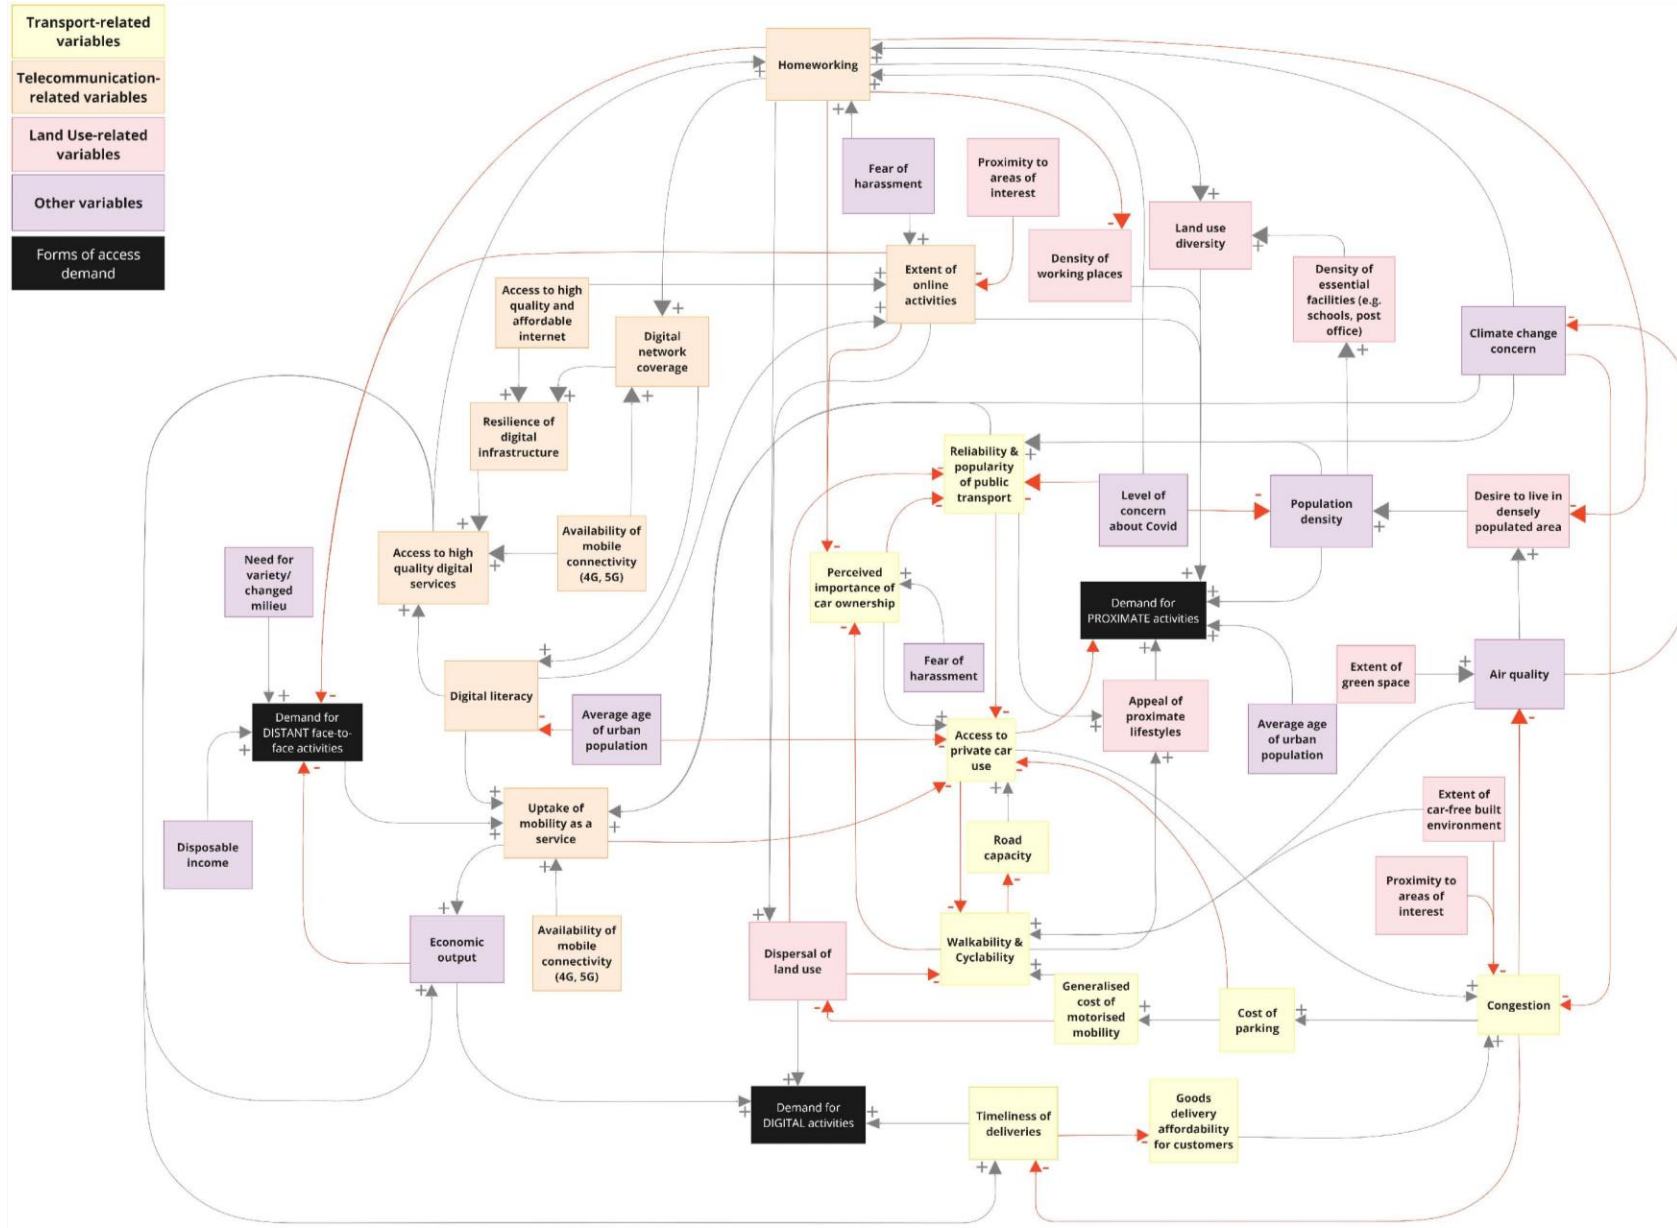 Transport-related
variables
Telecommunication-
related variables
Land Use-related
variables
Other variables
Forms of access
demand
Homeworking
Fear of
harassment
Proximity to
areas of
interest
Density of
working places
Land use
diversity
Density of
essential
facilities (e.g.
schools, post
office)
Climate change
concern
Extent of
online
activities
Access to high
quality and
affordable
internet
Digital
network
coverage
Resilience of
digital
infrastructure
Access to high
quality digital
services
Availability of
mobile
connectivity
(4G, 5G)
Need for
variety/
changed
milieu
Reliability &
popularity
of public
transport
Level of
concern
about Covid
Population
density
Desire to live in
densely
populated area
Perceived
importance of
car ownership
Fear of
harassment
Demand for
PROXIMATE activities
Extent of
green space
Air quality
Digital literacy
Average age
of urban
population
Demand for
DISTANT face-to-
face activities
Access to
private car
use
Appeal of
proximate
lifestyles
Average age
of urban
population
Disposable
income
Uptake of
mobility as a
service
Road
capacity
Extent of
car-free built
environment
Proximity to
areas of
interest
Economic
output
Availability of
mobile
connectivity
(4G, 5G)
Dispersal of
land use
Walkability &
Cyclability
Generalised
cost of
motorised
mobility
Cost of
parking
Congestion
Demand for
DIGITAL activities
Timeliness of
deliveries
Goods
delivery
affordability
for customers